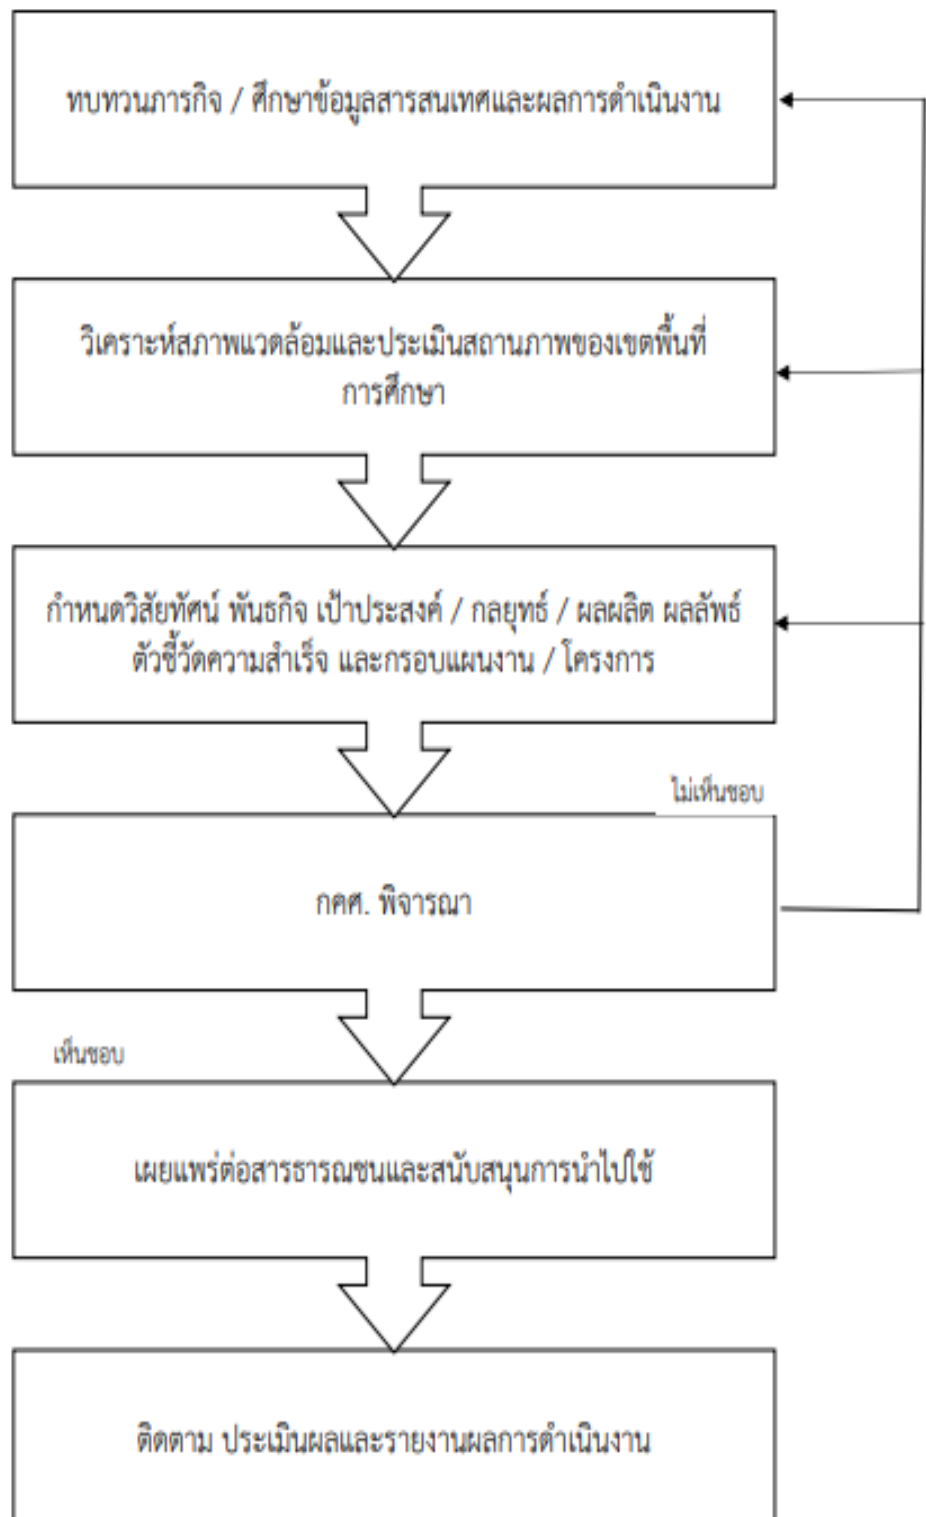 ทบทวนภารกิจ / ศึกษาข้อมูลสารสนเทศและผลการดำเนินงาน
วิเคราะห์สภาพแวดล้อมและประเมินสถานภาพของเขตพื้นที่
การศึกษา
กำหนดวิสัยทัศน์ พันธกิจ เป้าประสงค์ / กลยุทธ์ / ผลผลิต ผลลัพธ์
ตัวชี้วัดความสำเร็จ และกรอบแผนงาน / โครงการ
ไม่เห็นชอบ
กคศ. พิจารณา
เห็นชอบ
เผยแพร่ต่อสารธารณชนและสนับสนุนการนำไปใช้
ติดตาม ประเมินผลและรายงานผลการดำเนินงาน